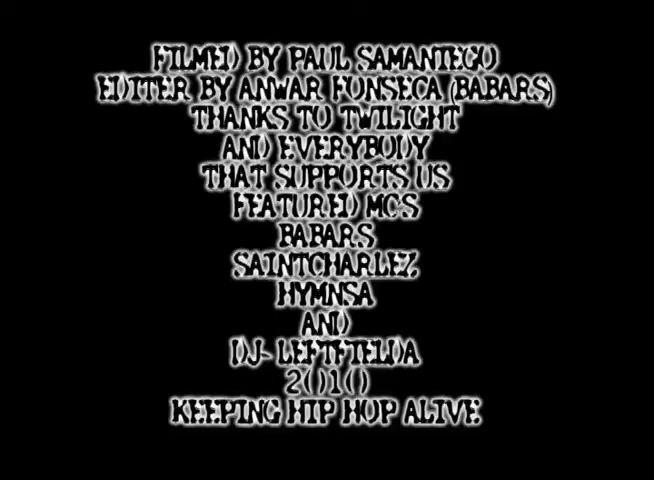 FILMED BY PAUL SAMANTEGO
EDITER BY ANWAR FONSECA (BABARS)
THANKS TO TWILIGHT
AND EVERYBODY
THAT SUPPORTS US
FEATURED MCS
BABARS
SAINTCHARLEZ
HYMNSA
AND
DJ- LEFTFIELDA
2010
KEEPING HIP HOP ALIVE